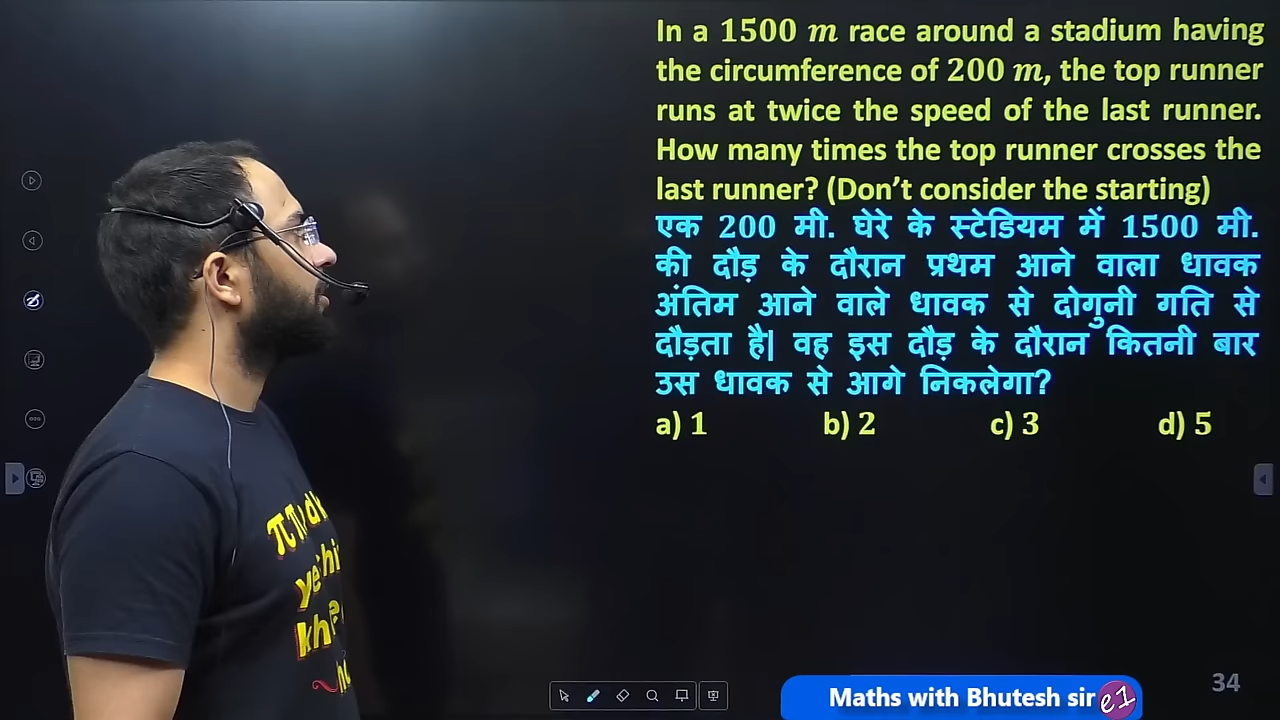 In a 1500 m race around a stadium having
the circumference of 200 m, the top runner
runs at twice the speed of the last runner.
How many times the top runner crosses the
last runner? (Don’t consider the starting)
एक 200 मी. घेरे के स्टेडियम में 1500 मी.
की दौड़ के दौरान प्रथम आने वाला धावक
अंतिम आने वाले धावक से दोगुनी गति से
दौड़ता है| वह इस दौड़ के दौरान कितनी बार
उस धावक से आगे निकलेगा?
a) 1 b) 2 c) 3 d) 5
Maths with Bhutesh sir
e1
34